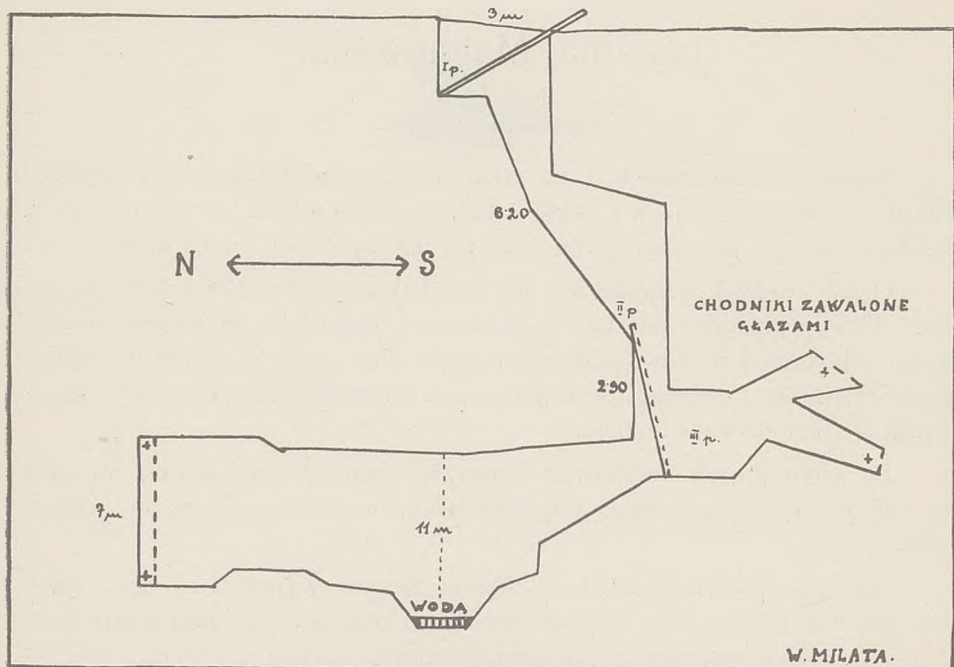 3 m
I p.
6·20
N S
II p
CHODNIKI ZAWALONE
GŁAZAMI
+
2·90
III p.
+
+
7 m
11 m
+
WODA
W. MILATA.